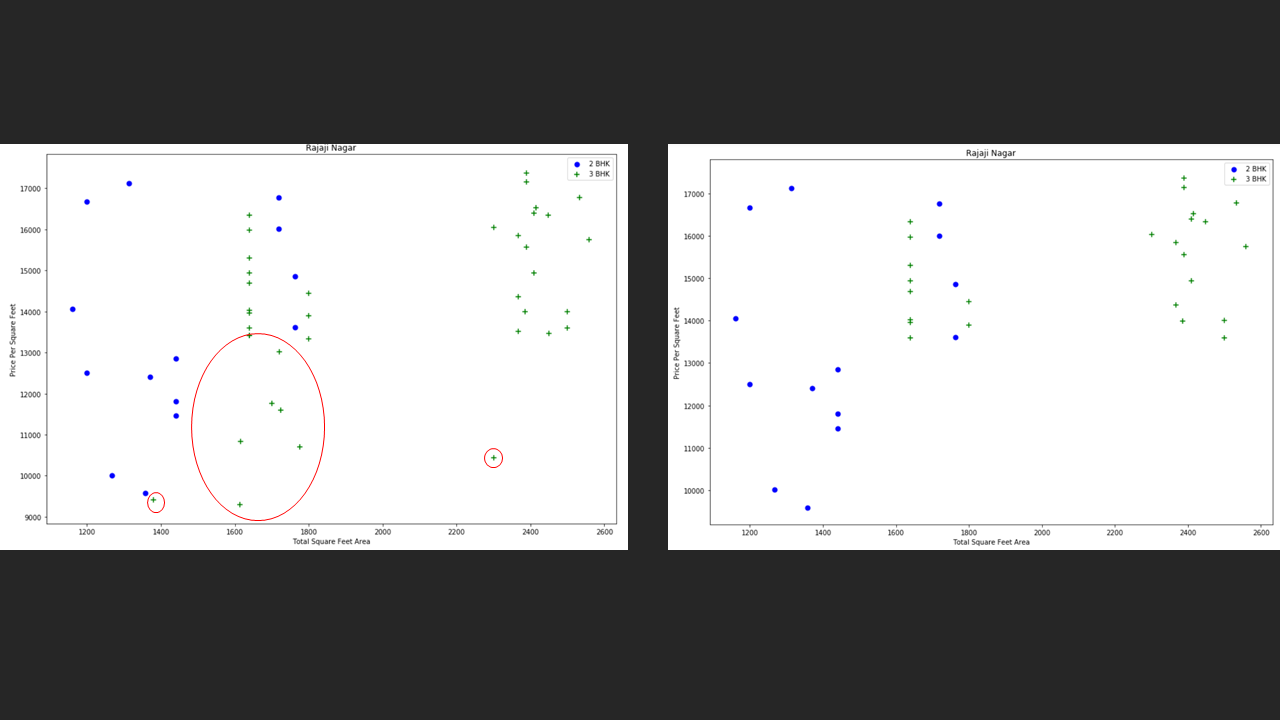 Rajaji Nagar
2 BHK
3 BHK
Price Per Square Feet
17000
16000
15000
14000
13000
12000
11000
10000
9000
1200 1400 1600 1800 2000 2200 2400 2600
Total Square Feet Area
Rajaji Nagar
2 BHK
3 BHK
Price Per Square Feet
17000
16000
15000
14000
13000
12000
11000
10000
1200 1400 1600 1800 2000 2200 2400 2600
Total Square Feet Area